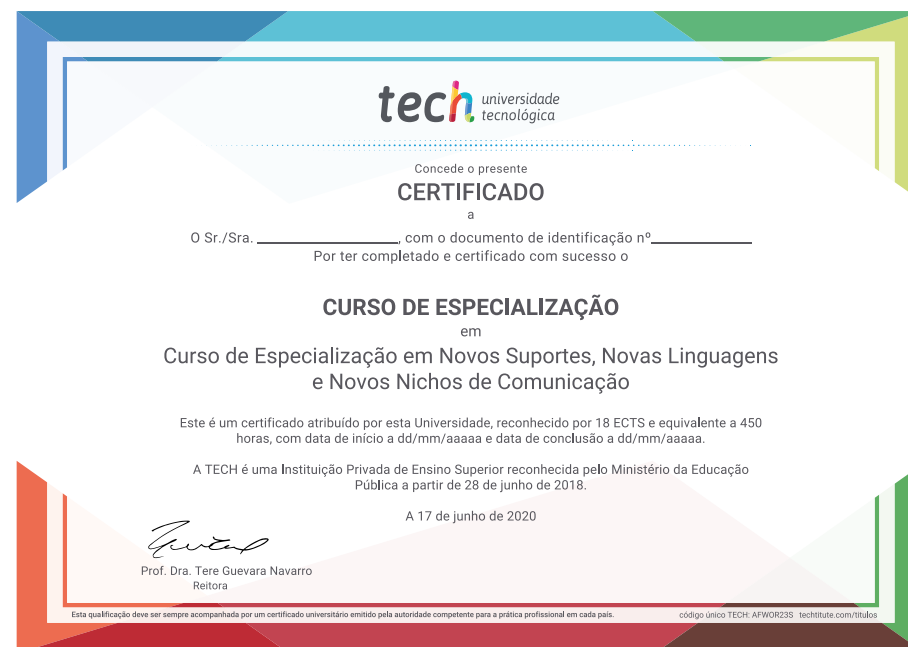 tech universidade
tecnológica
Concede o presente
CERTIFICADO
a
O Sr./Sra. ____________________, com o documento de identificação nº______________
Por ter completado e certificado com sucesso o
CURSO DE ESPECIALIZAÇÃO
em
Curso de Especialização em Novos Suportes, Novas Linguagens
e Novos Nichos de Comunicação
Este é um certificado atribuído por esta Universidade, reconhecido por 18 ECTS e equivalente a 450
horas, com data de início a dd/mm/aaaaa e data de conclusão a dd/mm/aaaaa.
A TECH é uma Instituição Privada de Ensino Superior reconhecida pelo Ministério da Educação
Pública a partir de 28 de junho de 2018.
A 17 de junho de 2020
Prof. Dra. Tere Guevara Navarro
Reitora
Esta qualificação deve ser sempre acompanhada por um certificado universitário emitido pela autoridade competente para a prática profissional em cada país. código único TECH: AFWOR23S techtitute.com/titulos